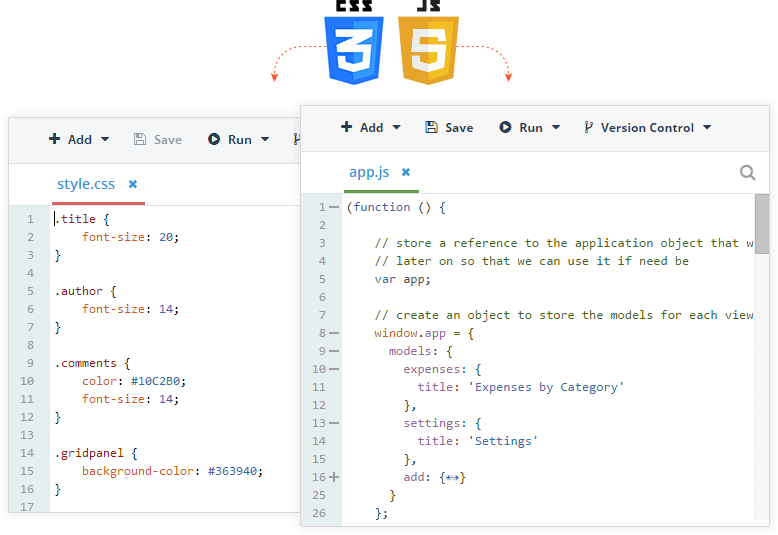 CSS JS
3 5
Add Save Run
style.css ×
1 .title {
2 font-size: 20;
3 }
4
5 .author {
6 font-size: 14;
7 }
8
9 .comments {
10 color: #10C2B0;
11 font-size: 14;
12 }
13
14 .gridpanel {
15 background-color: #363940;
16 }
17
Add Save Run Version Control
app.js ×
1 (function () {
2
3 // store a reference to the application object that w
4 // later on so that we can use it if need be
5 var app;
6
7 // create an object to store the models for each view
8 window.app = {
9 models: {
10 expenses: {
11 title: 'Expenses by Category'
12 },
13 settings: {
14 title: 'Settings'
15 },
16 add: {↔}
25 }
26 };